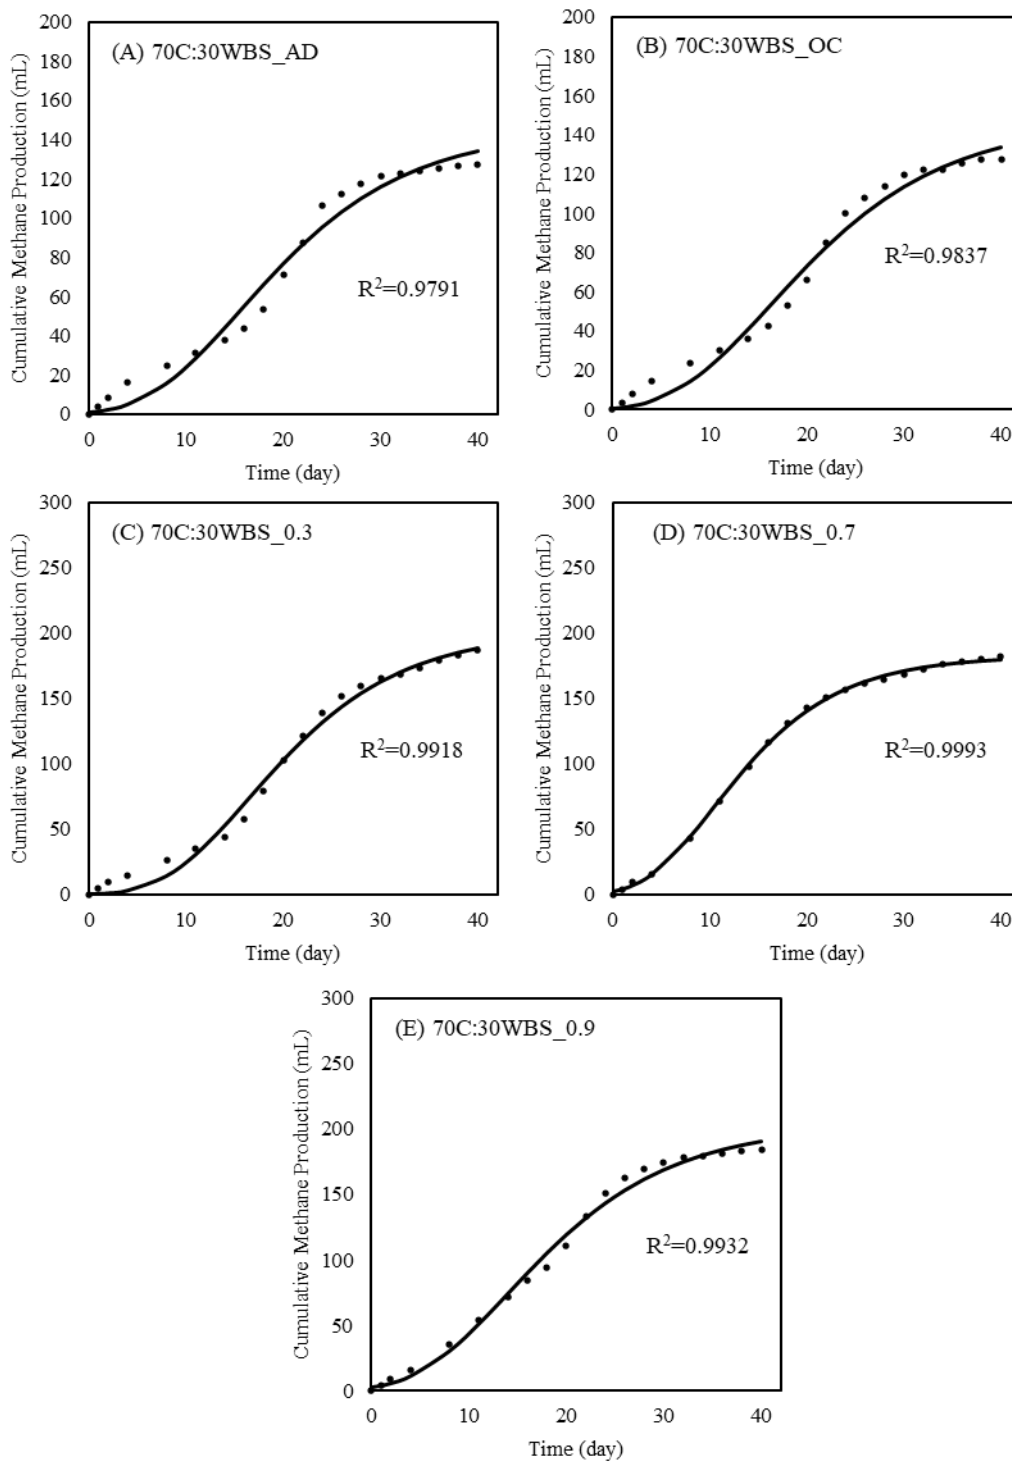 (A) 70C:30WBS_AD
Cumulative Methane Production (mL)
200
180
160
140
120
100
80
60
40
20
0
R²=0.9791
0 10 20 30 40
Time (day)
(B) 70C:30WBS_OC
Cumulative Methane Production (mL)
200
180
160
140
120
100
80
60
40
20
0
R²=0.9837
0 10 20 30 40
Time (day)
(C) 70C:30WBS_0.3
Cumulative Methane Production (mL)
300
250
200
150
100
50
0
R²=0.9918
0 10 20 30 40
Time (day)
(D) 70C:30WBS_0.7
Cumulative Methane Production (mL)
300
250
200
150
100
50
0
R²=0.9993
0 10 20 30 40
Time (day)
(E) 70C:30WBS_0.9
Cumulative Methane Production (mL)
300
250
200
150
100
50
0
R²=0.9932
0 10 20 30 40
Time (day)